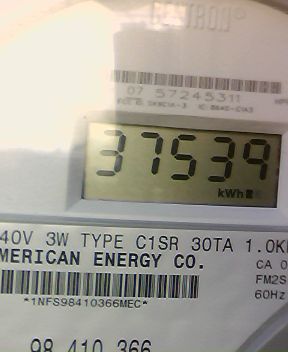 07 57245311
37539
kWh
40V 3W TYPE C1SR 30TA 1.0K
MERICAN ENERGY CO.
CA 0
FM2S
60Hz
*1NFS98410366MEC*
98 410 366